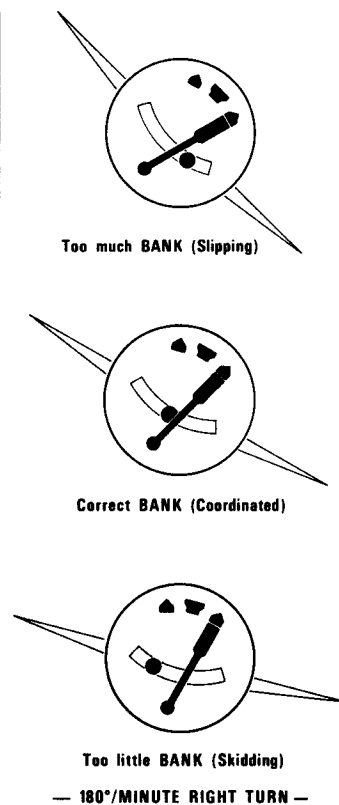 Too much BANK (Slipping)
Correct BANK (Coordinated)
Too little BANK (Skidding)
— 180°/MINUTE RIGHT TURN —